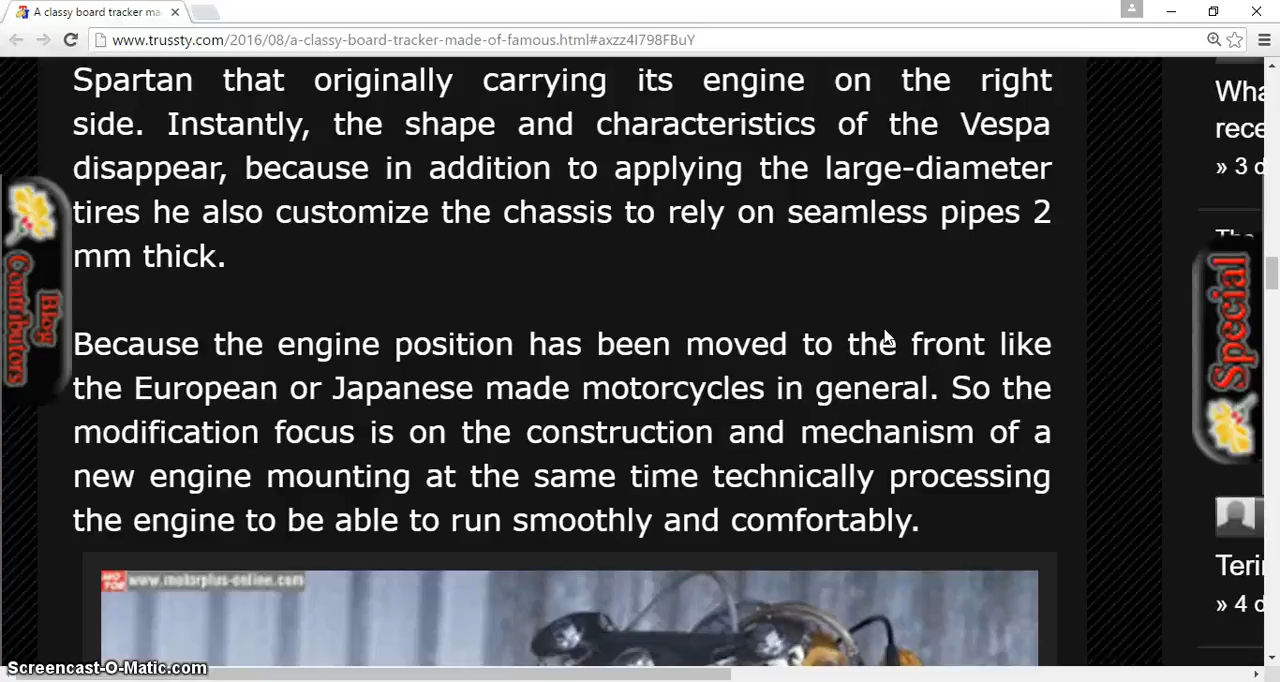 A classy board tracker ma
www.trussty.com/2016/08/a-classy-board-tracker-made-of-famous.html#axzz4I798FBuY
Spartan that originally carrying its engine on the right
side. Instantly, the shape and characteristics of the Vespa
disappear, because in addition to applying the large-diameter
tires he also customize the chassis to rely on seamless pipes 2
mm thick.
Because the engine position has been moved to the front like
the European or Japanese made motorcycles in general. So the
modification focus is on the construction and mechanism of a
new engine mounting at the same time technically processing
the engine to be able to run smoothly and comfortably.
www.motorplus-online.com
Blog
Contributors
Wha
rece
» 3 d
The
Special
Teri
» 4 d
Screencast-O-Matic.com